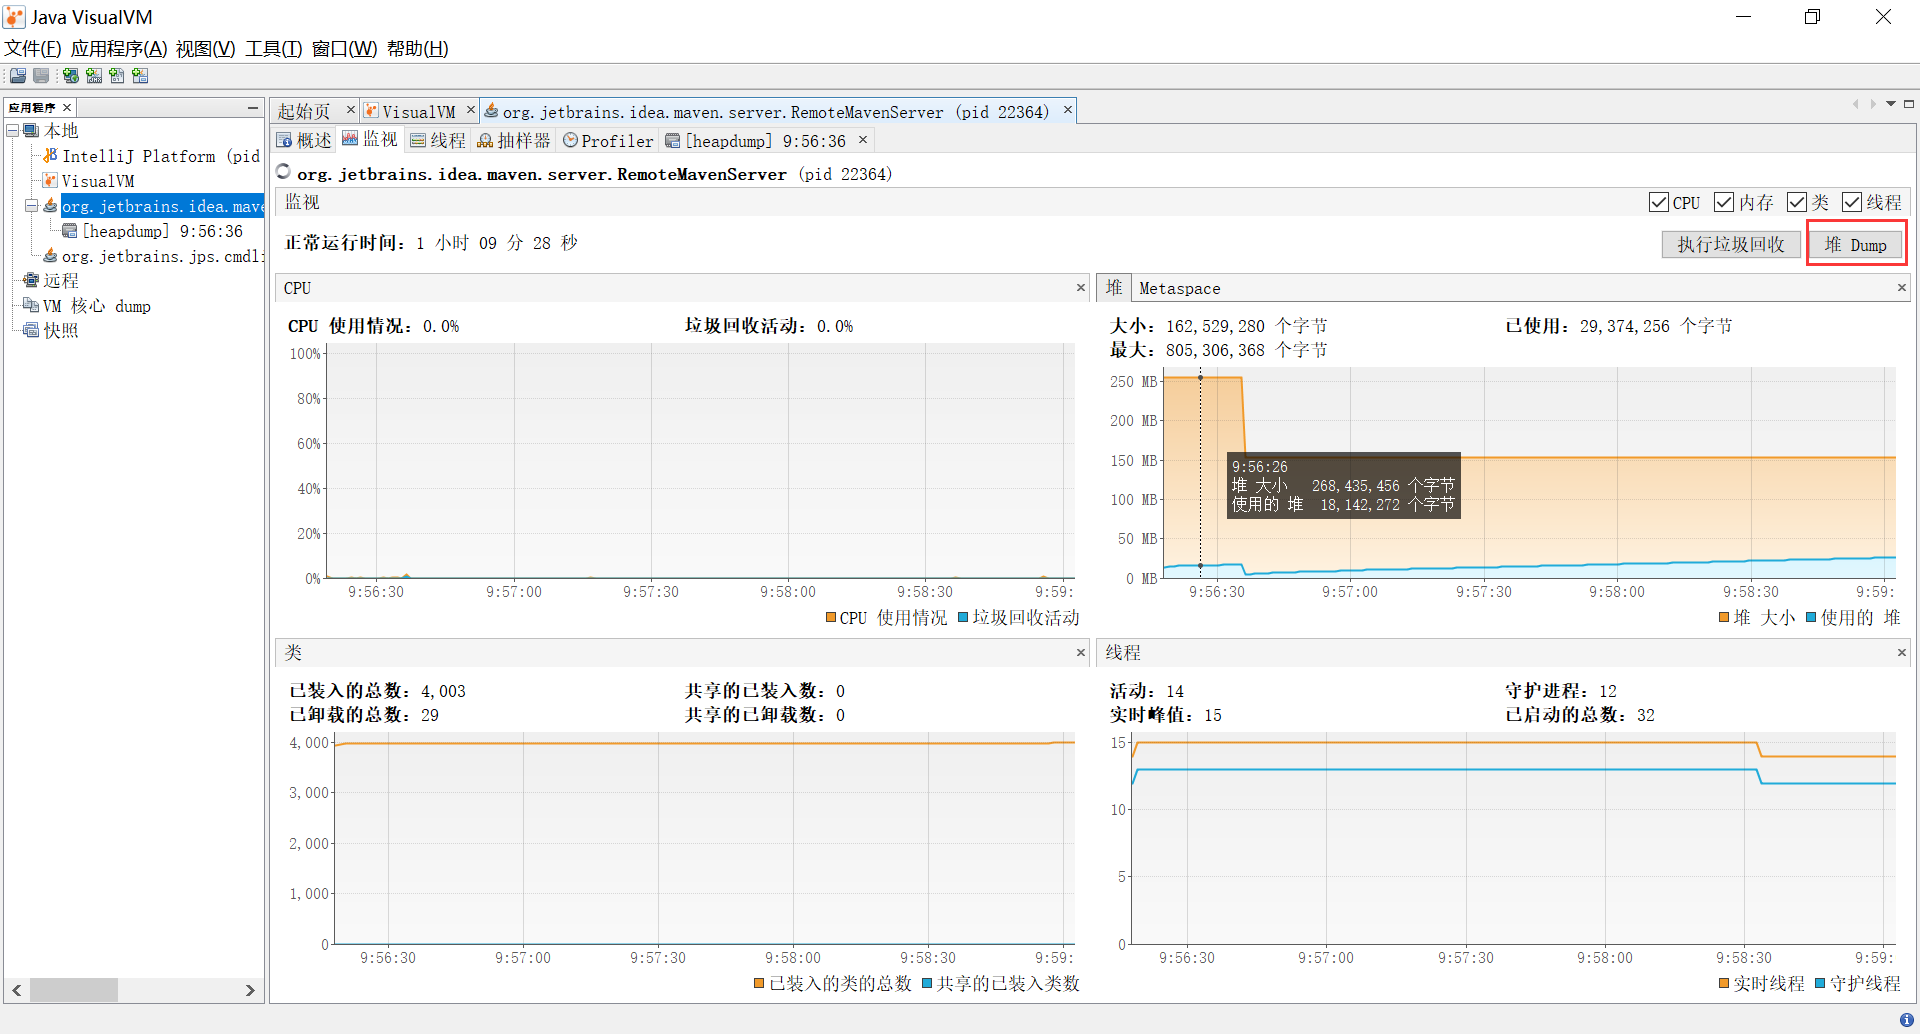 Java VisualVM
文件(F) 应用程序(A) 视图(V) 工具(T) 窗口(W) 帮助(H)
应用程序
本地
IntelliJ Platform (pid
VisualVM
org.jetbrains.idea.mave
[heapdump] 9:56:36
org.jetbrains.jps.cmdli
远程
VM 核心 dump
快照
起始页 VisualVM org.jetbrains.idea.maven.server.RemoteMavenServer (pid 22364)
概述 监视 线程 抽样器 Profiler [heapdump] 9:56:36
org.jetbrains.idea.maven.server.RemoteMavenServer (pid 22364)
监视 CPU 内存 类 线程
正常运行时间: 1 小时 09 分 28 秒
执行垃圾回收 堆 Dump
CPU
CPU 使用情况: 0.0% 垃圾回收活动: 0.0%
100%
80%
60%
40%
20%
0%
9:56:30 9:57:00 9:57:30 9:58:00 9:58:30 9:59:
CPU 使用情况 垃圾回收活动
堆 Metaspace
大小: 162,529,280 个字节 已使用: 29,374,256 个字节
最大: 805,306,368 个字节
250 MB
200 MB
150 MB
100 MB
50 MB
0 MB
9:56:26
堆 大小 268,435,456 个字节
使用的 堆 18,142,272 个字节
9:56:30 9:57:00 9:57:30 9:58:00 9:58:30 9:59:
堆 大小 使用的 堆
类
已装入的总数: 4,003 共享的已装入数: 0
已卸载的总数: 29 共享的已卸载数: 0
4,000
3,000
2,000
1,000
0
9:56:30 9:57:00 9:57:30 9:58:00 9:58:30 9:59:
已装入的类的总数 共享的已装入类数
线程
活动: 14 守护进程: 12
实时峰值: 15 已启动的总数: 32
15
10
5
0
9:56:30 9:57:00 9:57:30 9:58:00 9:58:30 9:59:
实时线程 守护线程